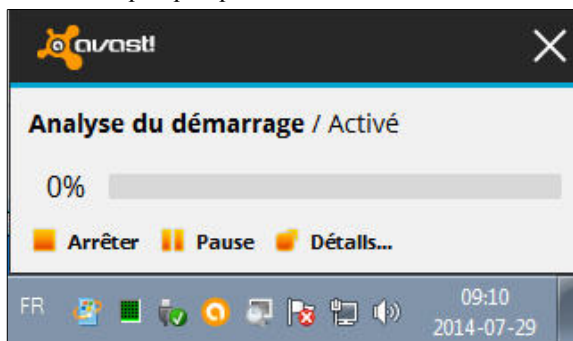 avast!
Analyse du démarrage / Activé
0%
Arrêter Pause Détails...
FR 09:10
2014-07-29